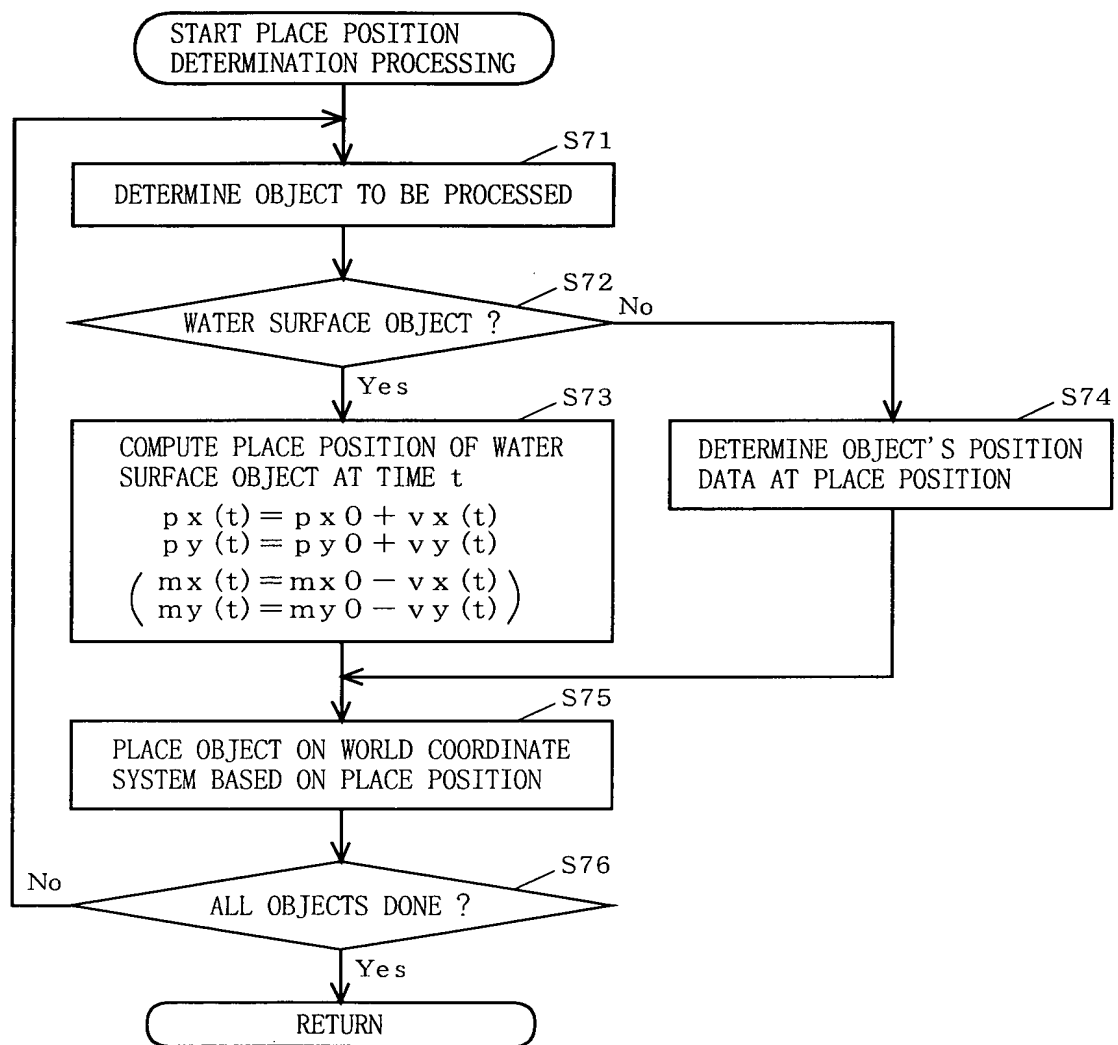 START PLACE POSITION
DETERMINATION PROCESSING
S71
DETERMINE OBJECT TO BE PROCESSED
S72
WATER SURFACE OBJECT ?
No
Yes
S73
COMPUTE PLACE POSITION OF WATER
SURFACE OBJECT AT TIME t
px(t)=px0+vx(t)
py(t)=py0+vy(t)
(mx(t)=mx0-vx(t)
my(t)=my0-vy(t))
S74
DETERMINE OBJECT'S POSITION
DATA AT PLACE POSITION
S75
PLACE OBJECT ON WORLD COORDINATE
SYSTEM BASED ON PLACE POSITION
S76
No
ALL OBJECTS DONE ?
Yes
RETURN